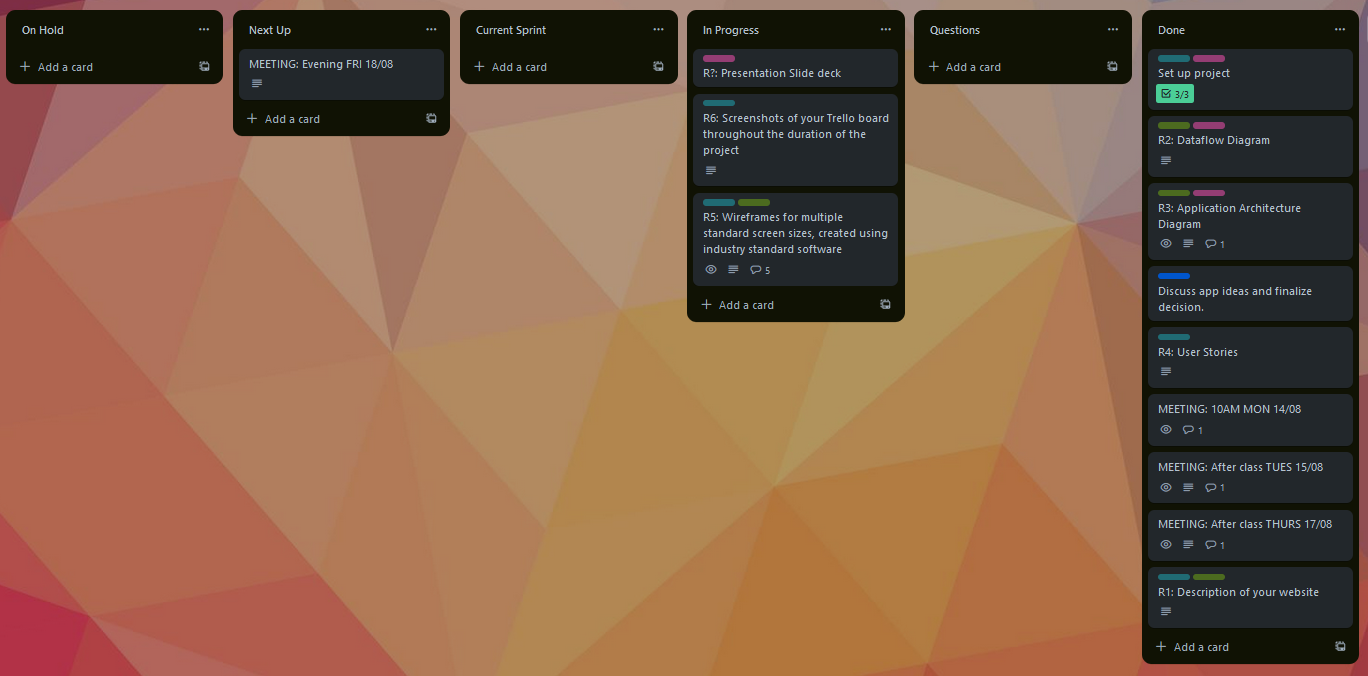 On Hold
Add a card
Next Up
MEETING: Evening FRI 18/08
Add a card
Current Sprint
Add a card
In Progress
R?: Presentation Slide deck
R6: Screenshots of your Trello board
throughout the duration of the
project
R5: Wireframes for multiple
standard screen sizes, created using
industry standard software
5
Add a card
Questions
Add a card
Done
Set up project
3/3
R2: Dataflow Diagram
R3: Application Architecture
Diagram
1
Discuss app ideas and finalize
decision.
R4: User Stories
MEETING: 10AM MON 14/08
1
MEETING: After class TUES 15/08
1
MEETING: After class THURS 17/08
1
R1: Description of your website
Add a card